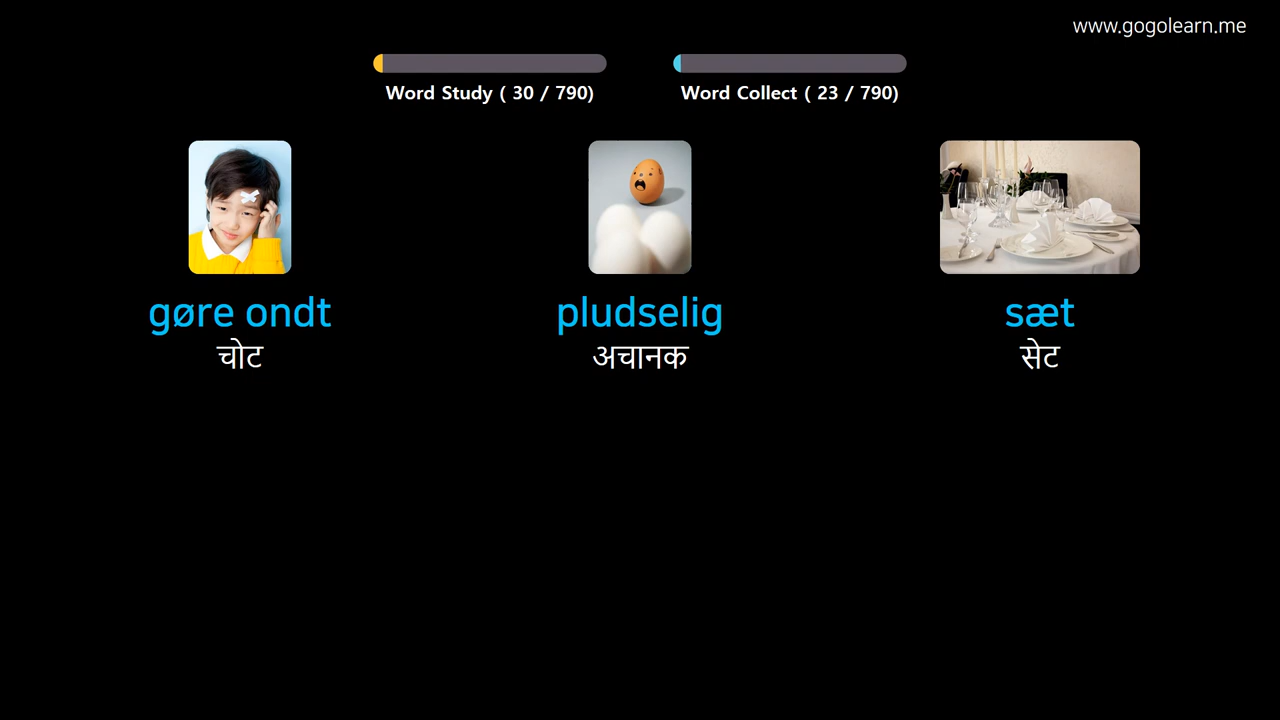 www.gogolearn.me
Word Study ( 30 / 790)
Word Collect ( 23 / 790)
gøre ondt
चोट
pludselig
अचानक
sæt
सेट